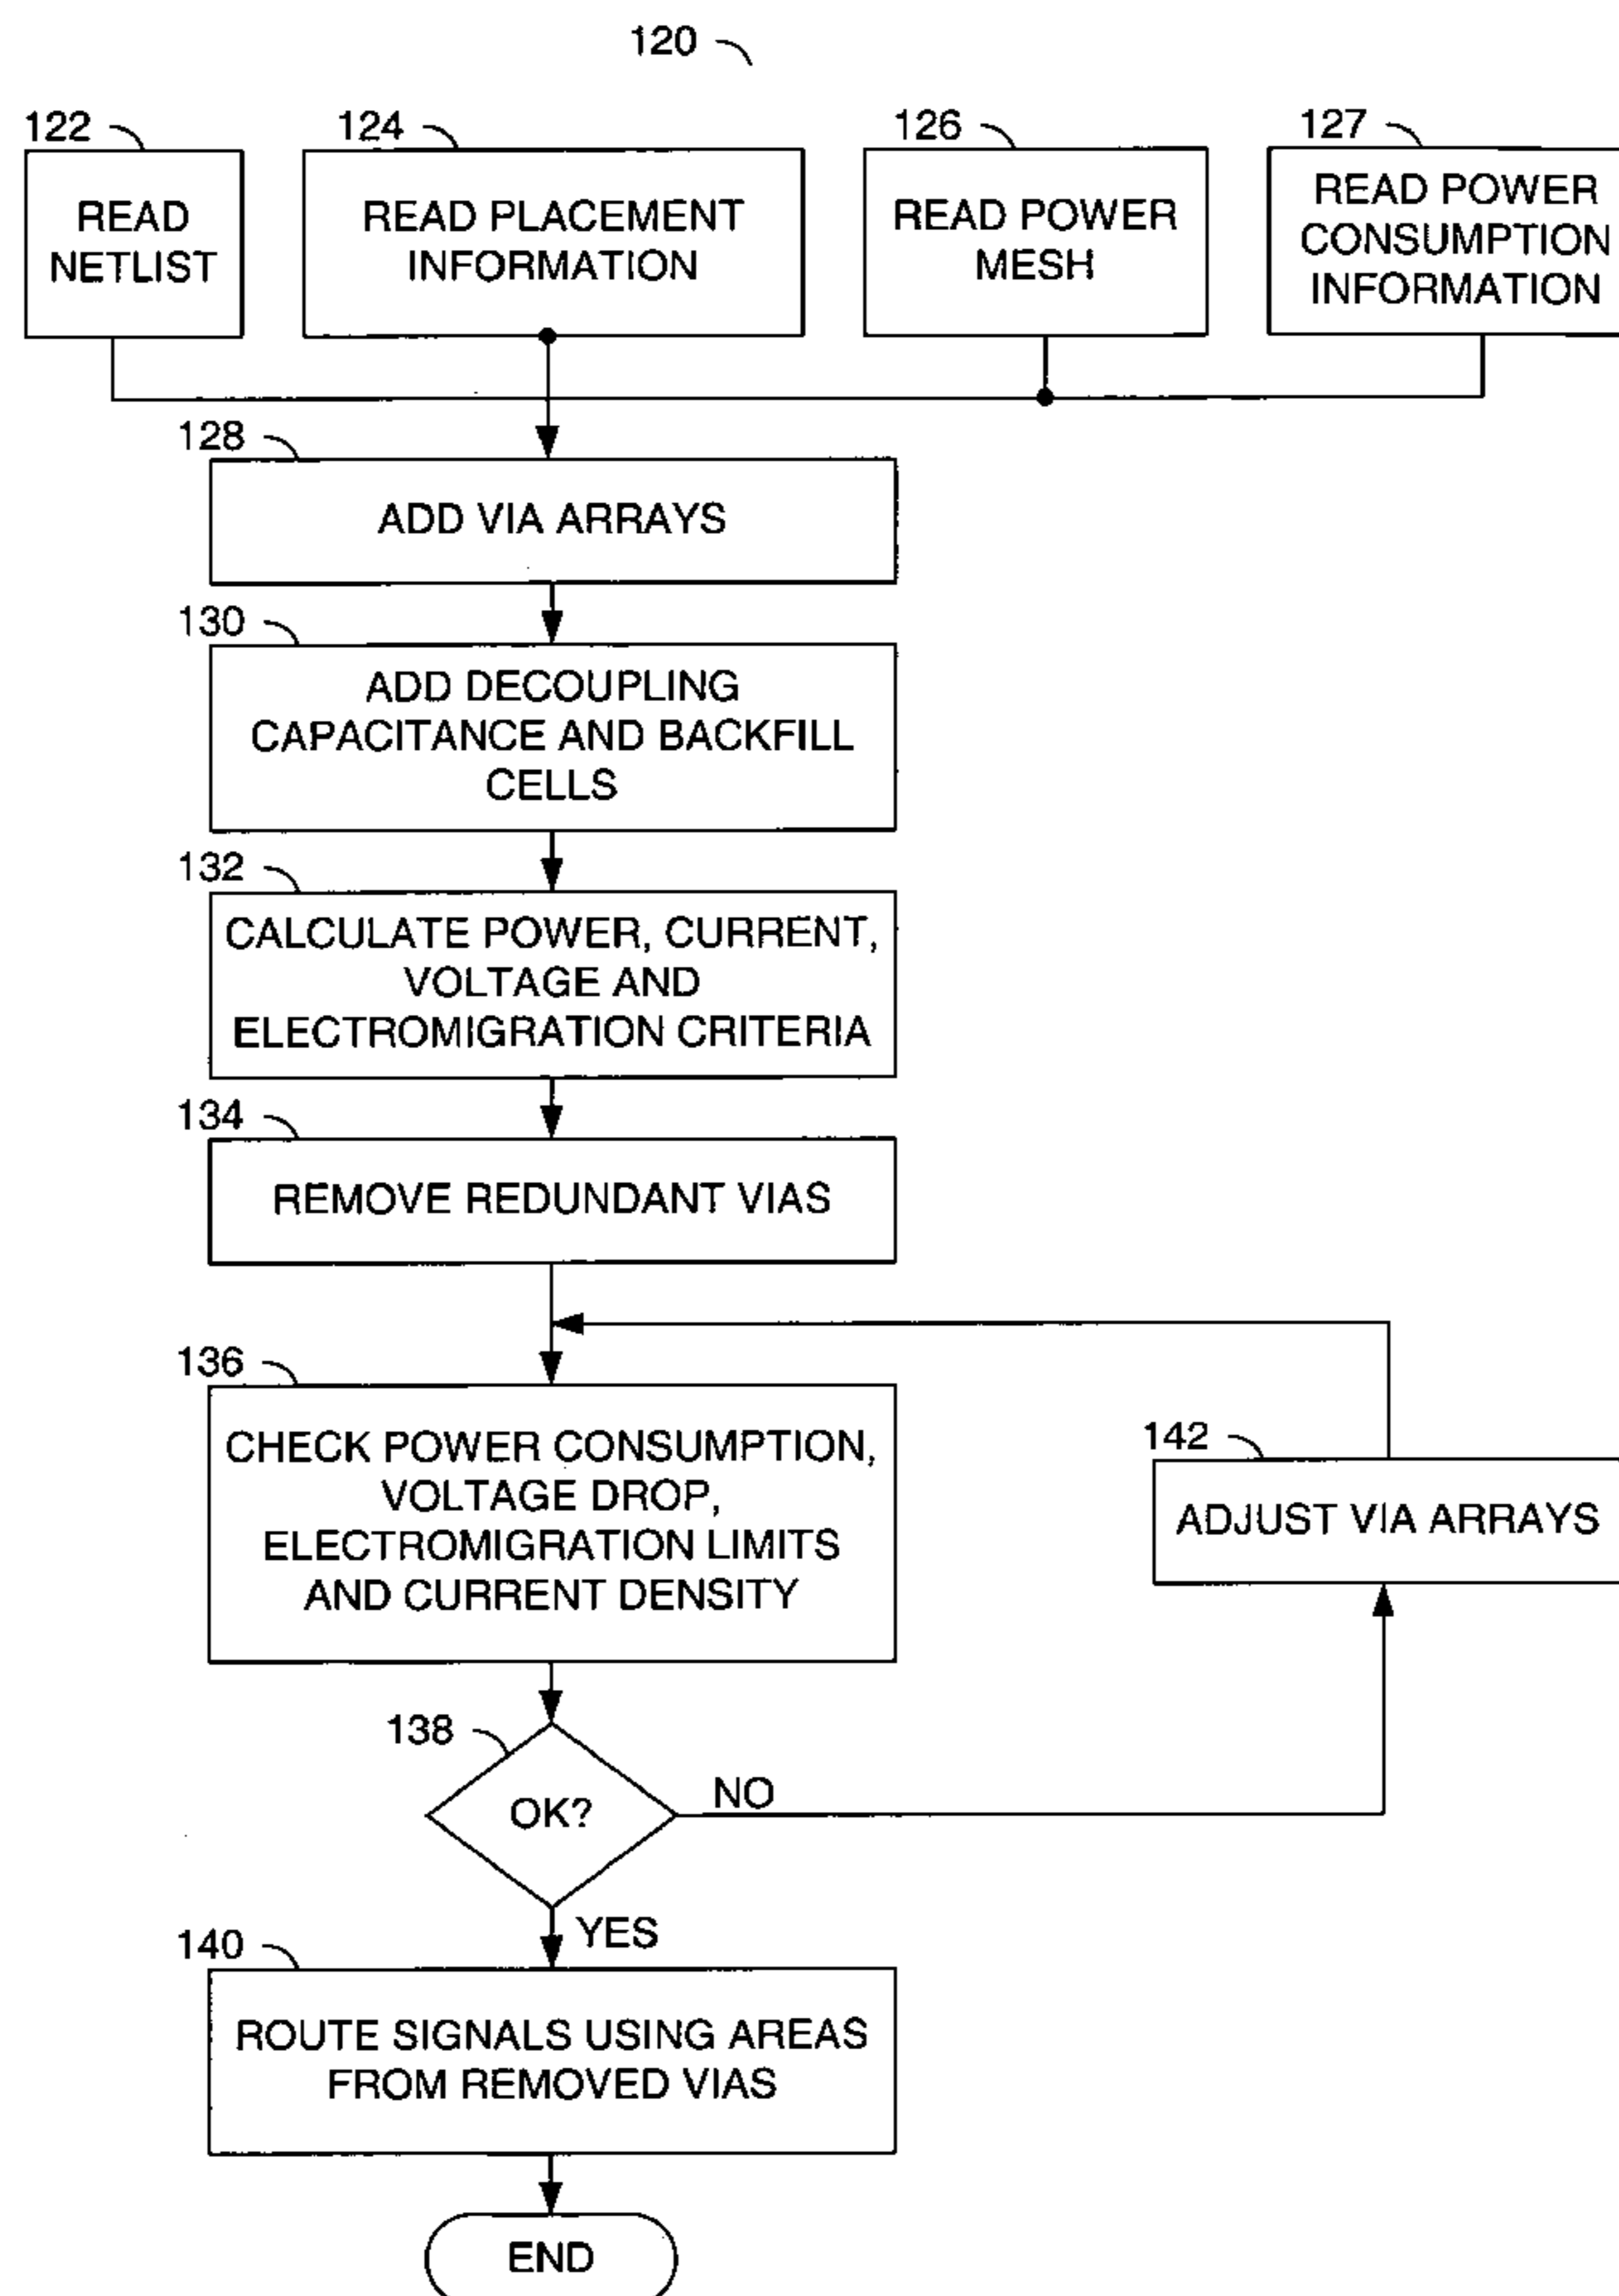 120
122
READ
NETLIST
124
READ PLACEMENT
INFORMATION
126
READ POWER
MESH
127
READ POWER
CONSUMPTION
INFORMATION
128
ADD VIA ARRAYS
130
ADD DECOUPLING
CAPACITANCE AND BACKFILL
CELLS
132
CALCULATE POWER, CURRENT,
VOLTAGE AND
ELECTROMIGRATION CRITERIA
134
REMOVE REDUNDANT VIAS
136
CHECK POWER CONSUMPTION,
VOLTAGE DROP,
ELECTROMIGRATION LIMITS
AND CURRENT DENSITY
142
ADJUST VIA ARRAYS
138
OK?
NO
YES
140
ROUTE SIGNALS USING AREAS
FROM REMOVED VIAS
END